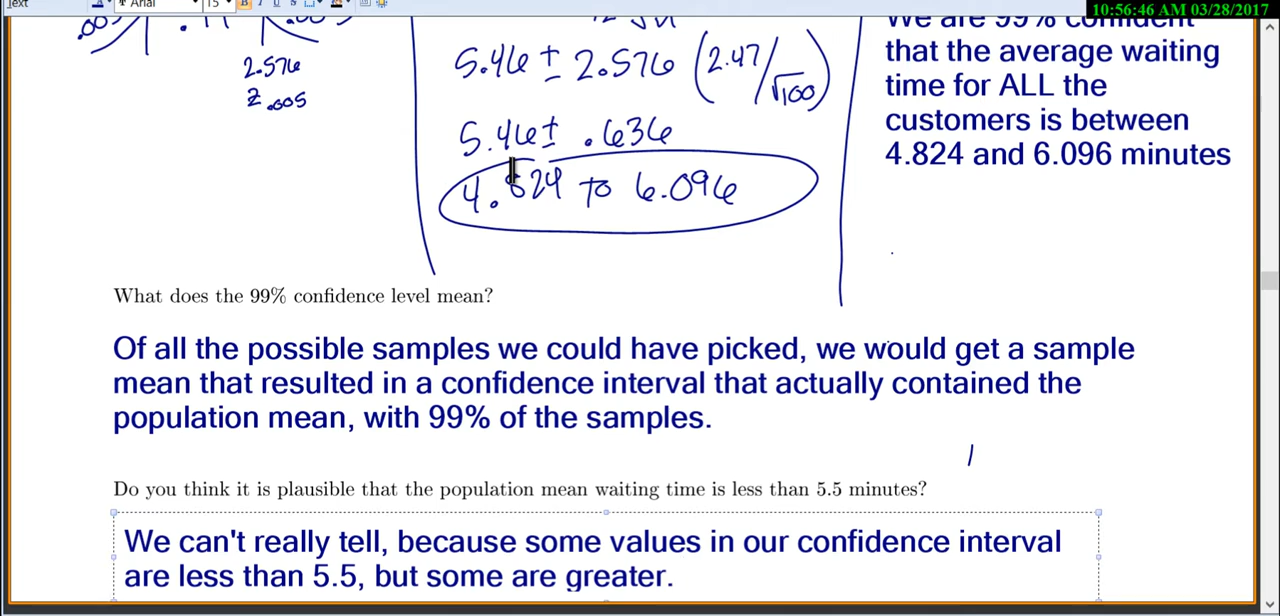 Text
Arial
15
B I U S
10:56:46 AM 03/28/2017
.005
.99
.005
2.576
z .005
5.46 ± 2.576 (2.47/√100)
5.46 ± .636
4.824 to 6.096
We are 99% confident
that the average waiting
time for ALL the
customers is between
4.824 and 6.096 minutes
What does the 99% confidence level mean?
Of all the possible samples we could have picked, we would get a sample
mean that resulted in a confidence interval that actually contained the
population mean, with 99% of the samples.
Do you think it is plausible that the population mean waiting time is less than 5.5 minutes?
We can't really tell, because some values in our confidence interval
are less than 5.5, but some are greater.